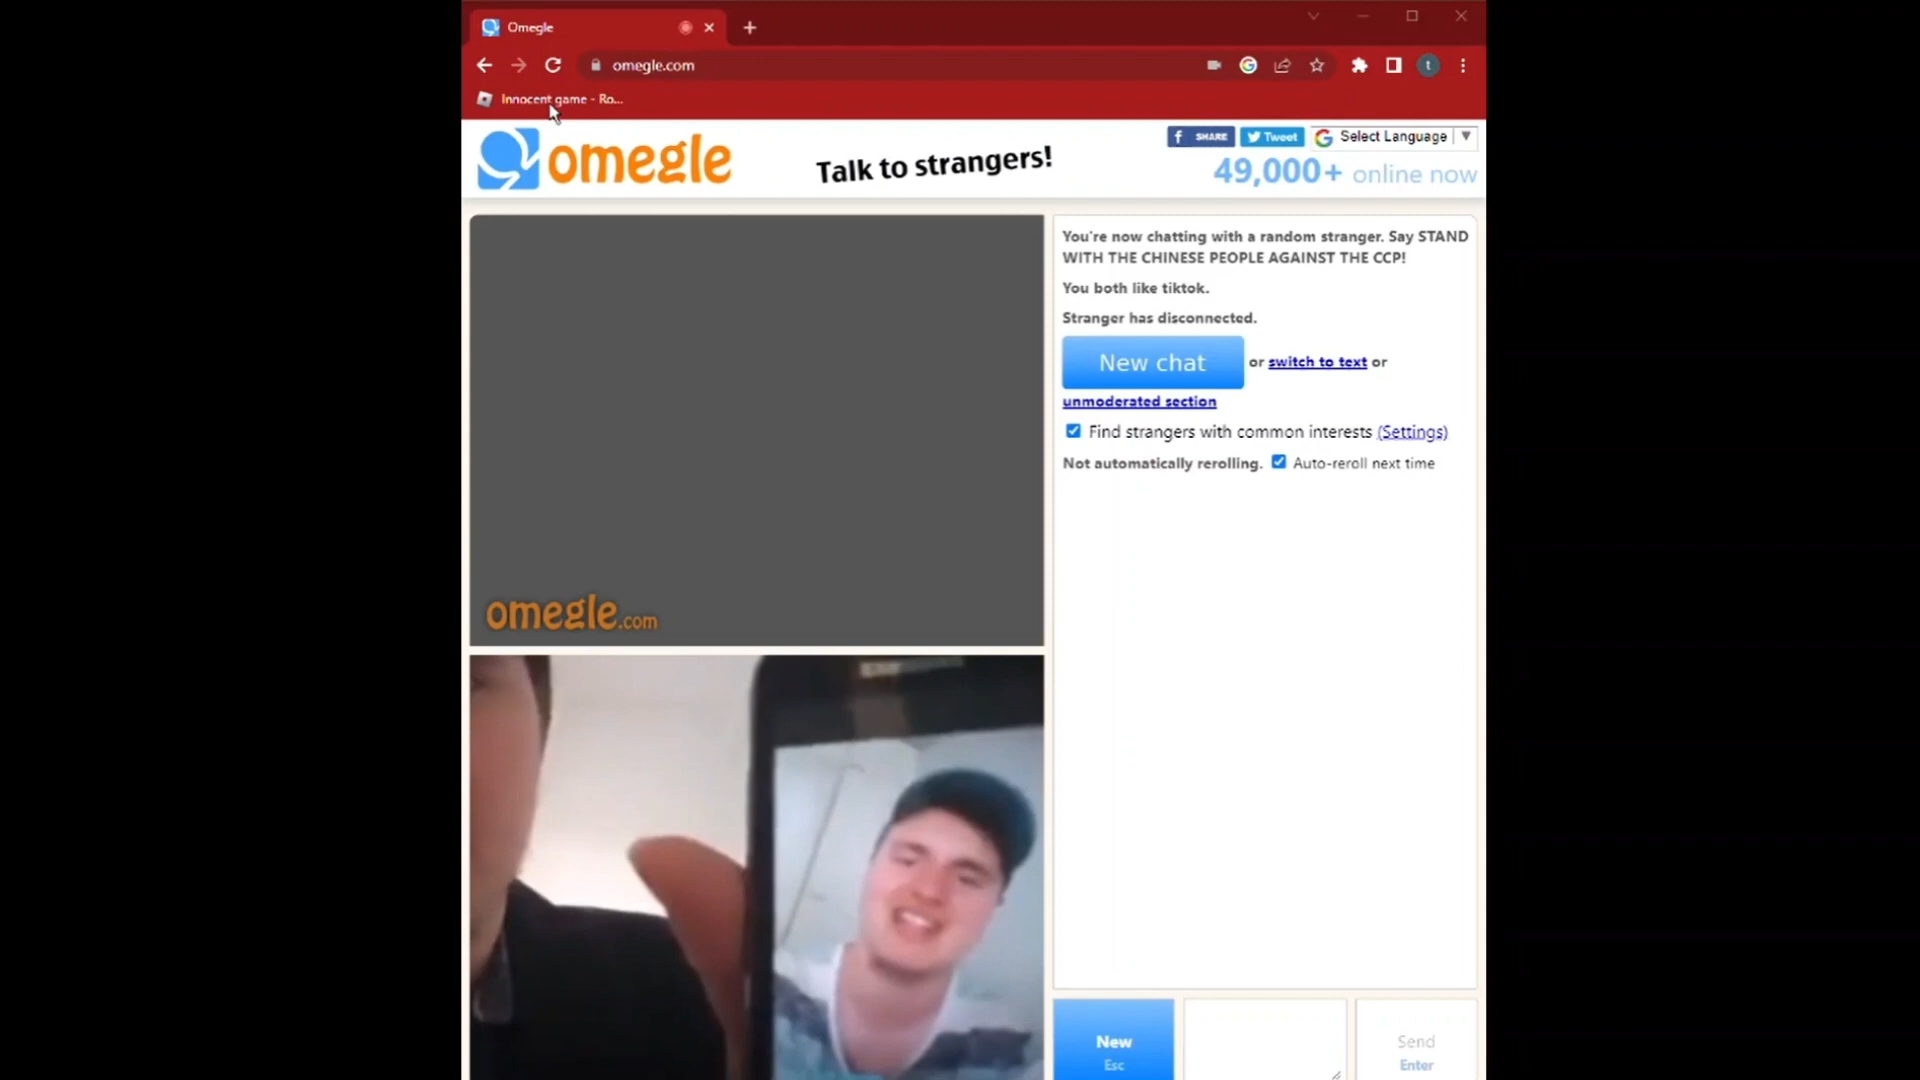 Omegle
omegle.com
Innocent game - Ro...
omegle
Talk to strangers!
SHARE
Tweet
Select Language
49,000+ online now
You're now chatting with a random stranger. Say STAND
WITH THE CHINESE PEOPLE AGAINST THE CCP!
You both like tiktok.
Stranger has disconnected.
New chat or switch to text or
unmoderated section
Find strangers with common interests (Settings)
Not automatically rerolling. Auto-reroll next time
omegle.com
New
Esc
Send
Enter